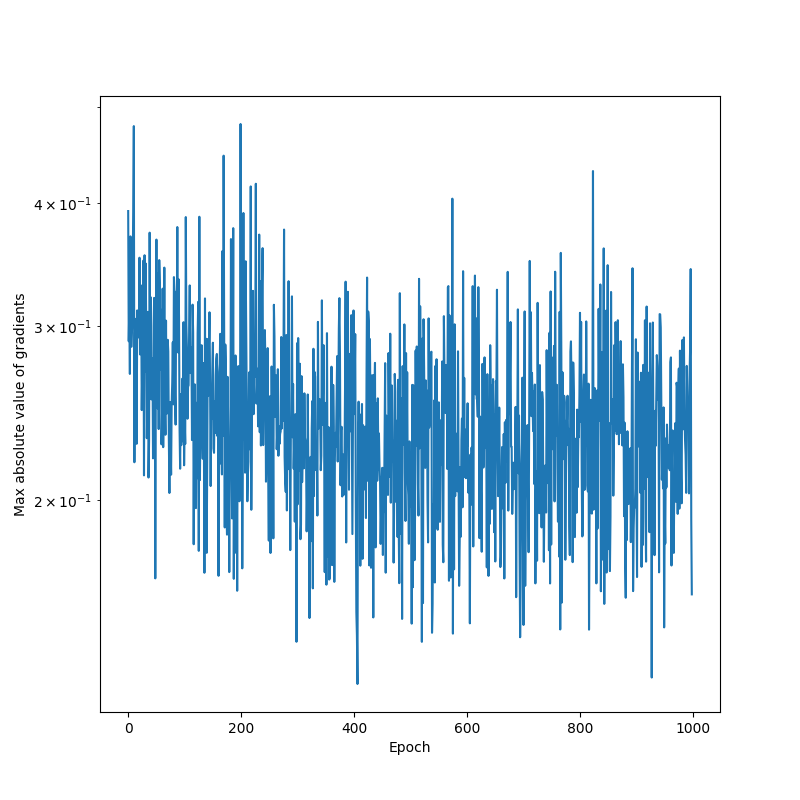 Max absolute value of gradients
4 × 10⁻¹
3 × 10⁻¹
2 × 10⁻¹
0 200 400 600 800 1000
Epoch